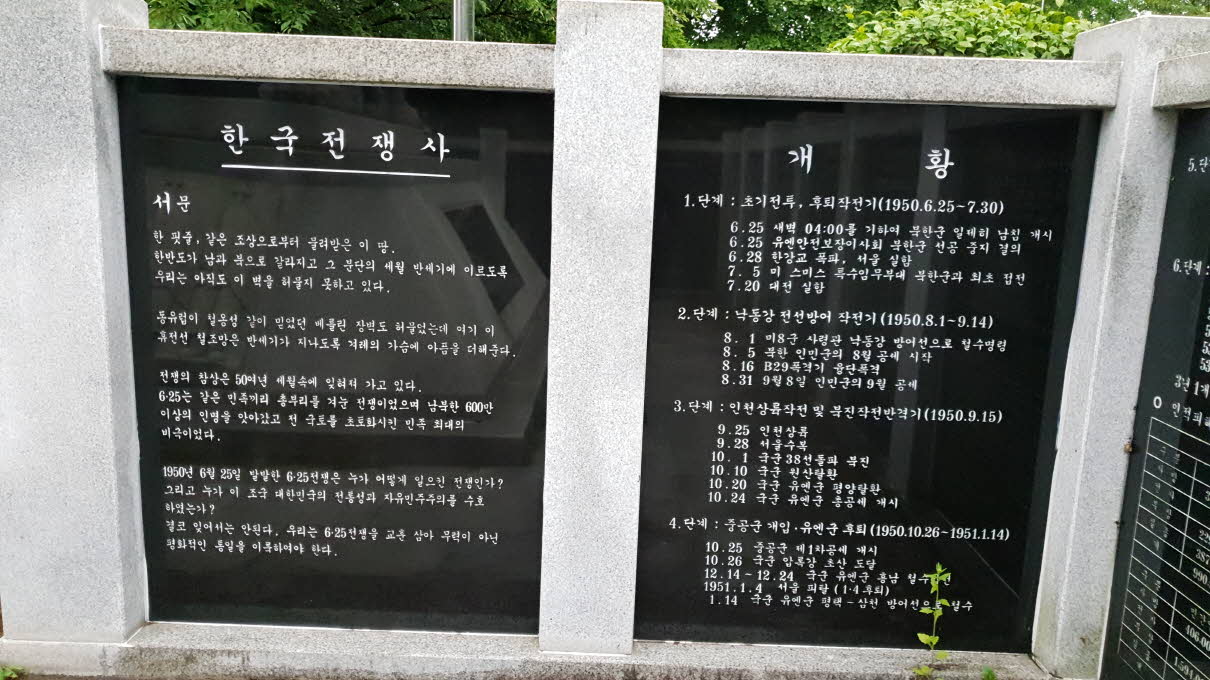 한국전쟁사
서문
한 핏줄, 같은 조상으로부터 물려받은 이 땅.
한반도가 남과 북으로 갈라지고 그 분단의 세월 반세기에 이르도록
우리는 아직도 이 벽을 허물지 못하고 있다.
동유럽이 철옹성 같이 믿었던 베를린 장벽도 허물었는데 여기 이
휴전선 철조망은 반세기가 지나도록 겨레의 가슴에 아픔을 더해준다.
전쟁의 참상은 50여년 세월속에 잊혀져 가고 있다.
6·25는 같은 민족끼리 총부리를 겨눈 전쟁이었으며 남북한 600만
이상의 인명을 앗아갔고 전 국토를 초토화시킨 민족 최대의
비극이었다.
1950년 6월 25일 발발한 6·25전쟁은 누가 어떻게 일으킨 전쟁인가?
그리고 누가 이 조국 대한민국의 전통성과 자유민주주의를 수호
하였는가?
결코 잊어서는 안된다. 우리는 6·25전쟁을 교훈 삼아 무력이 아닌
평화적인 통일을 이룩하여야 한다.
개황
1.단계 : 초기전투, 후퇴작전기(1950.6.25~7.30)
6.25 새벽 04:00를 기하여 북한군 일제히 남침 개시
6.25 유엔안전보장이사회 북한군 선공 중지 결의
6.28 한강교 폭파, 서울 실함
7. 5 미 스미스 특수임무부대 북한군과 최초 접전
7.20 대전 실함
2.단계 : 낙동강 전선방어 작전기(1950.8.1~9.14)
8. 1 미8군 사령관 낙동강 방어선으로 철수명령
8. 5 북한 인민군의 8월 공세 시작
8.16 B29폭격기 융단폭격
8.31 9월8일 인민군의 9월 공세
3.단계 : 인천상륙작전 및 북진작전반격기(1950.9.15)
9.25 인천상륙
9.28 서울수복
10. 1 국군 38선돌파 북진
10.10 국군 원산탈환
10.20 국군 유엔군 평양탈환
10.24 국군 유엔군 총공세 개시
4.단계 : 중공군 개입·유엔군 후퇴(1950.10.26~1951.1.14)
10.25 중공군 제1차공세 개시
10.26 국군 압록강 초산 도달
12.14~12.24 국군 유엔군 흥남
1951.1.4 서울 피탈 (1·4후퇴)
1.14 국군 유엔군 평택-삼천 방어선으로 철수
5.단
6.단계 :
3년1개
인적피해